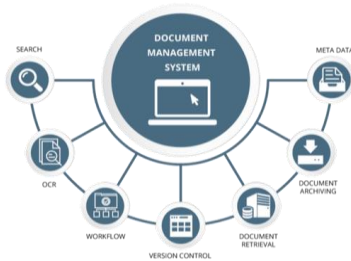 DOCUMENT
MANAGEMENT
SYSTEM
SEARCH
META DATA
OCR
DOCUMENT
ARCHIVING
WORKFLOW
DOCUMENT
RETRIEVAL
VERSION CONTROL